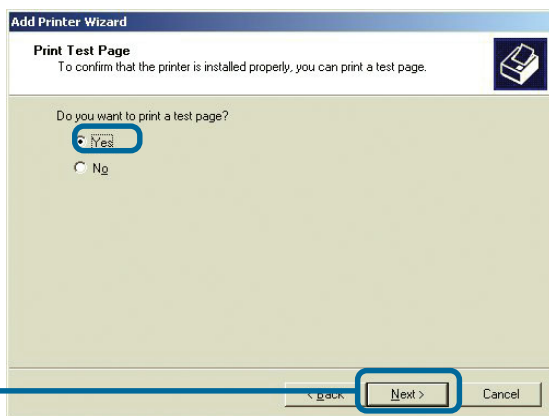 Add Printer Wizard
Print Test Page
To confirm that the printer is installed properly, you can print a test page.
Do you want to print a test page?
Yes
No
< Back
Next >
Cancel